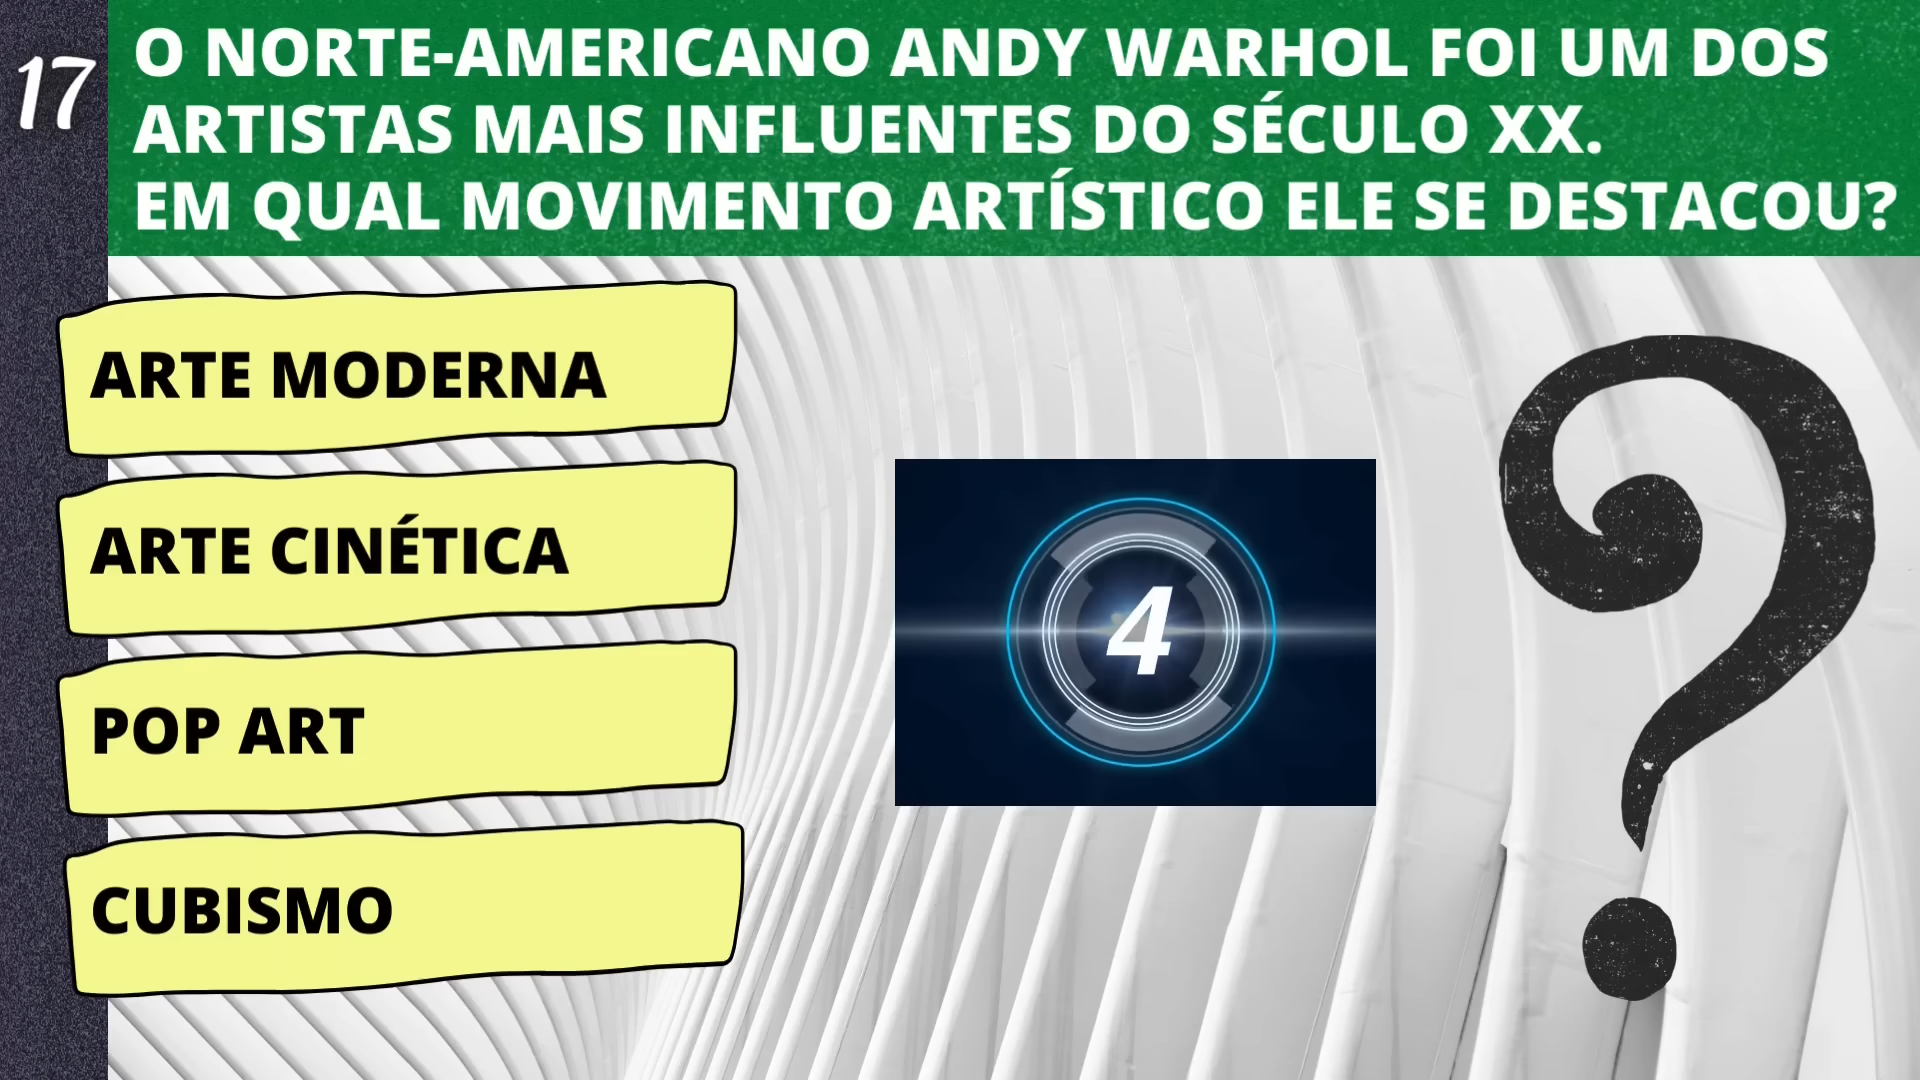 17
O NORTE-AMERICANO ANDY WARHOL FOI UM DOS
ARTISTAS MAIS INFLUENTES DO SÉCULO XX.
EM QUAL MOVIMENTO ARTÍSTICO ELE SE DESTACOU?
ARTE MODERNA
ARTE CINÉTICA
POP ART
CUBISMO
4
?